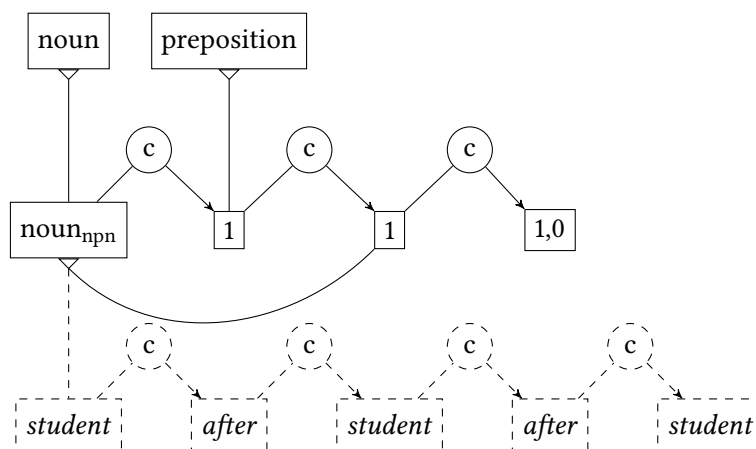 noun preposition
c c c
noun_npn 1 1 1,0
c c c c
student after student after student